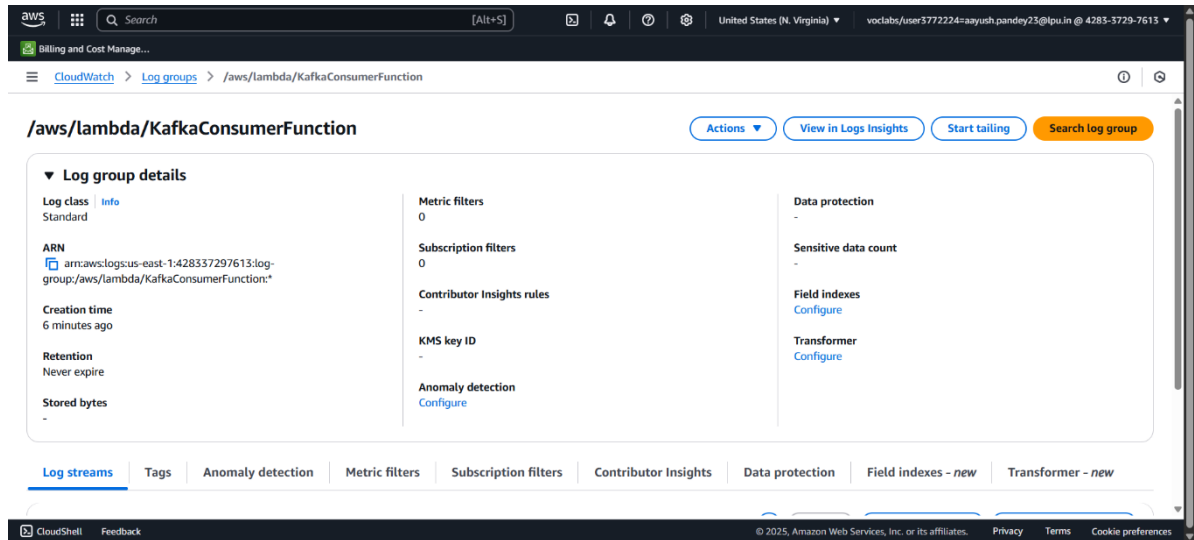 aws
Search [Alt+S] United States (N. Virginia) ▼ voclabs/user3772224=aayush.pandey23@lpu.in @ 4283-3729-7613 ▼
Billing and Cost Manage...
CloudWatch > Log groups > /aws/lambda/KafkaConsumerFunction
/aws/lambda/KafkaConsumerFunction
Actions ▼ View in Logs Insights Start tailing Search log group
▼ Log group details
Log class Info
Standard
ARN
arn:aws:logs:us-east-1:428337297613:log-
group:/aws/lambda/KafkaConsumerFunction:*
Creation time
6 minutes ago
Retention
Never expire
Stored bytes
-
Metric filters
0
Subscription filters
0
Contributor Insights rules
-
KMS key ID
-
Anomaly detection
Configure
Data protection
-
Sensitive data count
-
Field indexes
Configure
Transformer
Configure
Log streams Tags Anomaly detection Metric filters Subscription filters Contributor Insights Data protection Field indexes - new Transformer - new
CloudShell Feedback © 2025, Amazon Web Services, Inc. or its affiliates. Privacy Terms Cookie preferences